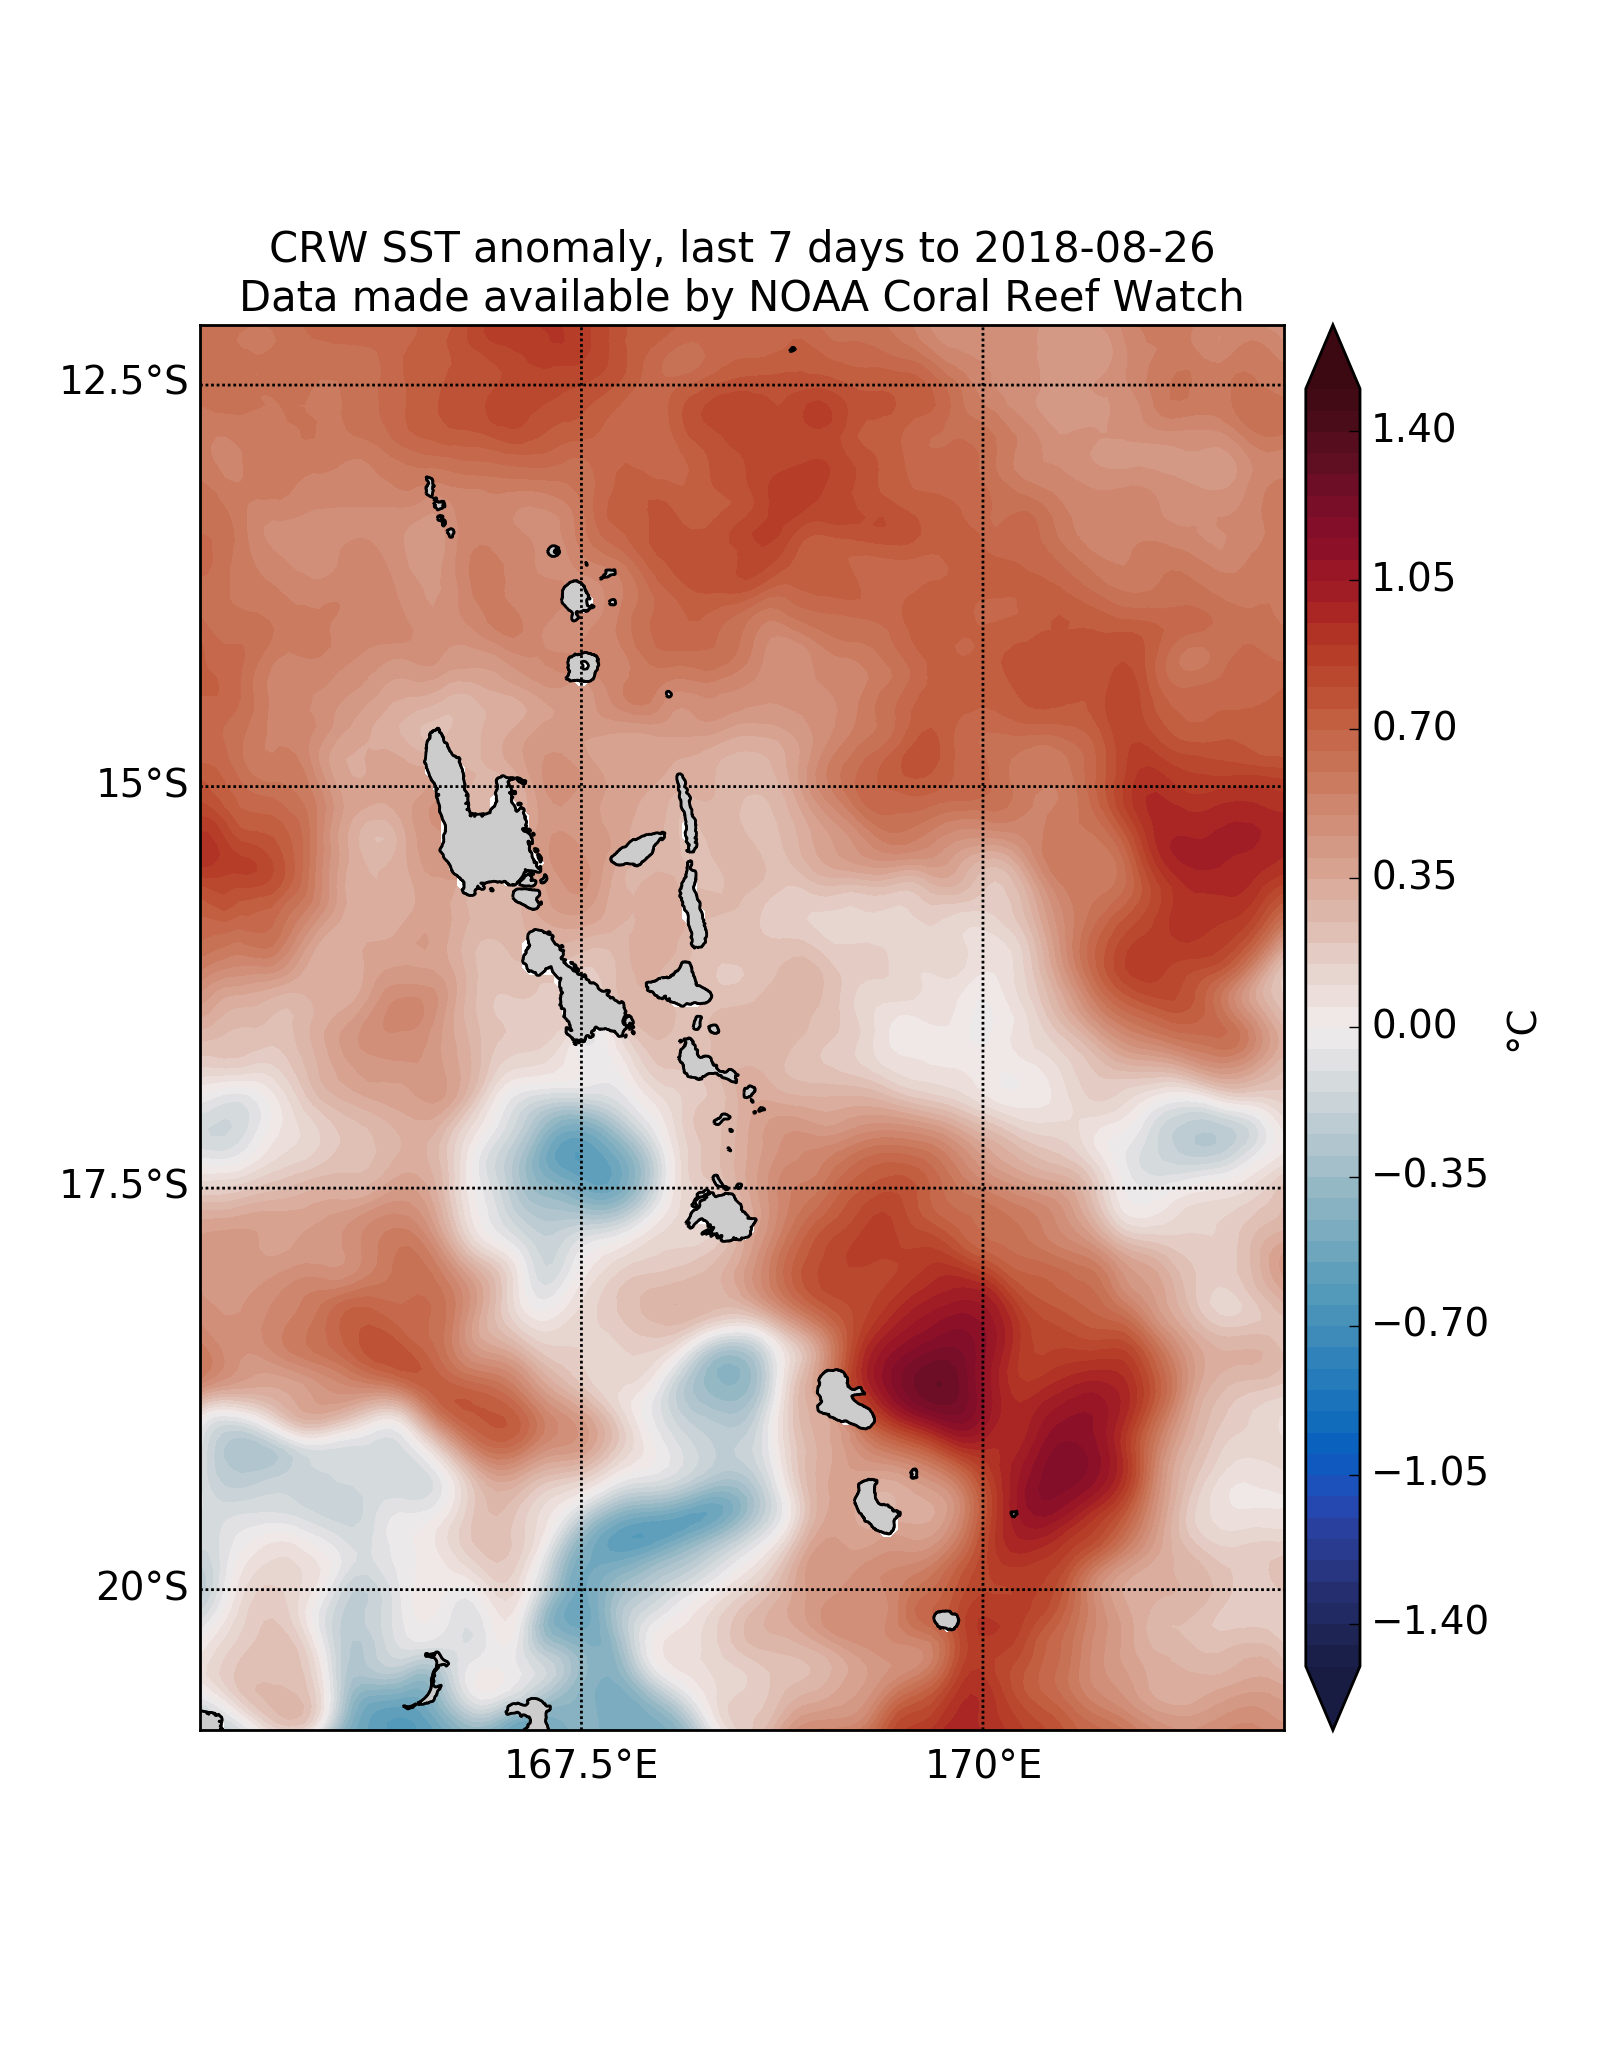 CRW SST anomaly, last 7 days to 2018-08-26
Data made available by NOAA Coral Reef Watch
12.5°S
15°S
17.5°S
20°S
167.5°E
170°E
1.40
1.05
0.70
0.35
0.00
−0.35
−0.70
−1.05
−1.40
°C